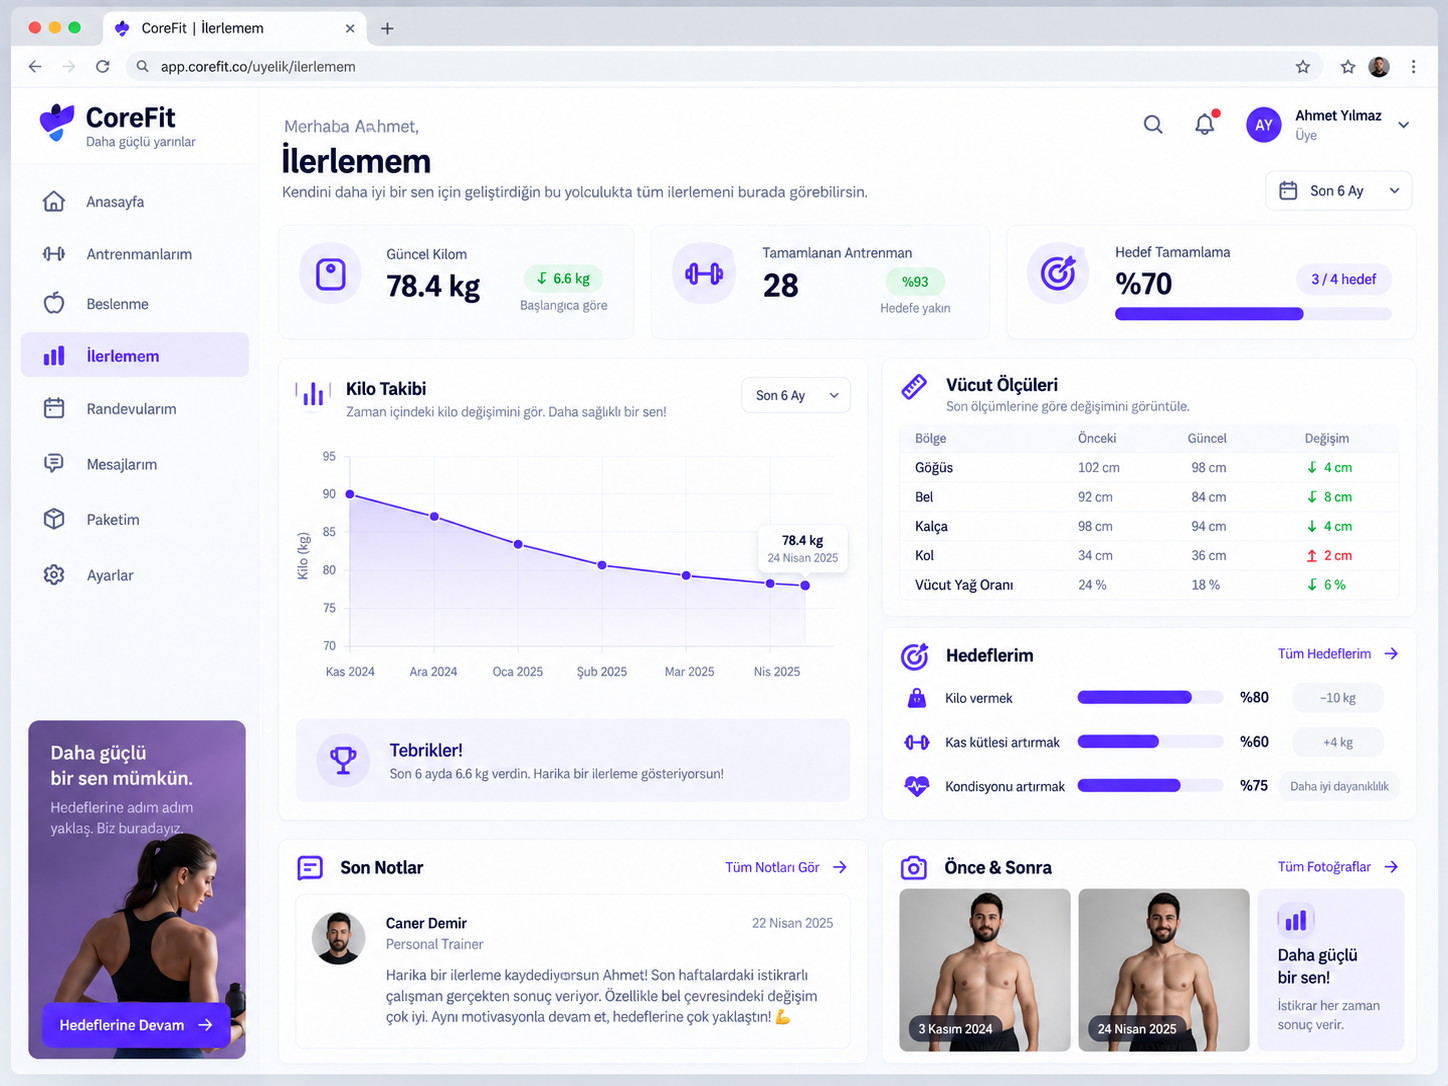 CoreFit | İlerlemem
app.corefit.co/uyelik/ilerlemem
CoreFit
Daha güçlü yarınlar
Anasayfa
Antrenmanlarım
Beslenme
İlerlemem
Randevularım
Mesajlarım
Paketim
Ayarlar
Daha güçlü
bir sen mümkün.
Hedeflerine adım adım
yaklaş. Biz buradayız.
Hedeflerine Devam
Merhaba
İlerlemem
Kendini daha iyi bir sen için geliştirdiğin bu yolculukta tüm ilerlemeni burada görebilirsin.
AY
Ahmet Yılmaz
Üye
Son 6 Ay
Güncel Kilom
78.4 kg
6.6 kg
Başlangıca göre
Tamamlanan Antrenman
28
%93
Hedefe yakın
Hedef Tamamlama
%70
3 / 4 hedef
Kilo Takibi
Zaman içindeki kilo değişimini gör. Daha sağlıklı bir sen!
Son 6 Ay
Kilo (kg)
95
90
85
80
75
70
78.4 kg
24 Nisan 2025
Kas 2024 Ara 2024 Oca 2025 Şub 2025 Mar 2025 Nis 2025
Tebrikler!
Son 6 ayda 6.6 kg verdin. Harika bir ilerleme gösteriyorsun!
Vücut Ölçüleri
Son ölçümlerine göre değişimini görüntüle.
Bölge Önceki Güncel Değişim
Göğüs 102 cm 98 cm 4 cm
Bel 92 cm 84 cm 8 cm
Kalça 98 cm 94 cm 4 cm
Kol 34 cm 36 cm 2 cm
Vücut Yağ Oranı 24 % 18 % 6 %
Hedeflerim
Tüm Hedeflerim
Kilo vermek %80 –10 kg
Kas kütlesi artırmak %60 +4 kg
Kondisyonu artırmak %75 Daha iyi dayanıklılık
Son Notlar
Tüm Notları Gör
Caner Demir
22 Nisan 2025
Personal Trainer
Harika bir ilerleme kaydediyorsun Ahmet! Son haftalardaki istikrarlı
çalışman gerçekten sonuç veriyor. Özellikle bel çevresindeki değişim
çok iyi. Aynı motivasyonla devam et, hedeflerine çok yaklaştın! 💪
Önce & Sonra
Tüm Fotoğraflar
3 Kasım 2024
24 Nisan 2025
Daha güçlü
bir sen!
İstikrar her zaman
sonuç verir.